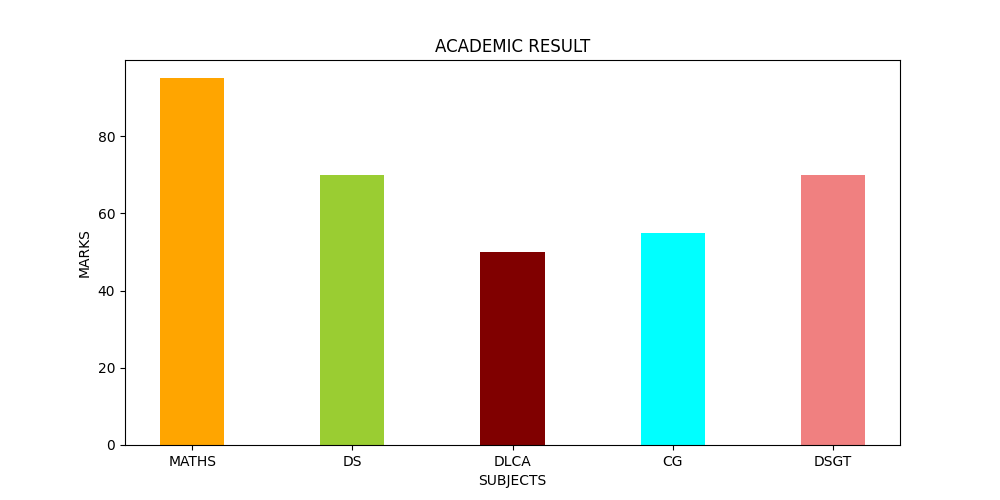 ACADEMIC RESULT
80
60
40
20
0
MARKS
MATHS DS DLCA CG DSGT
SUBJECTS